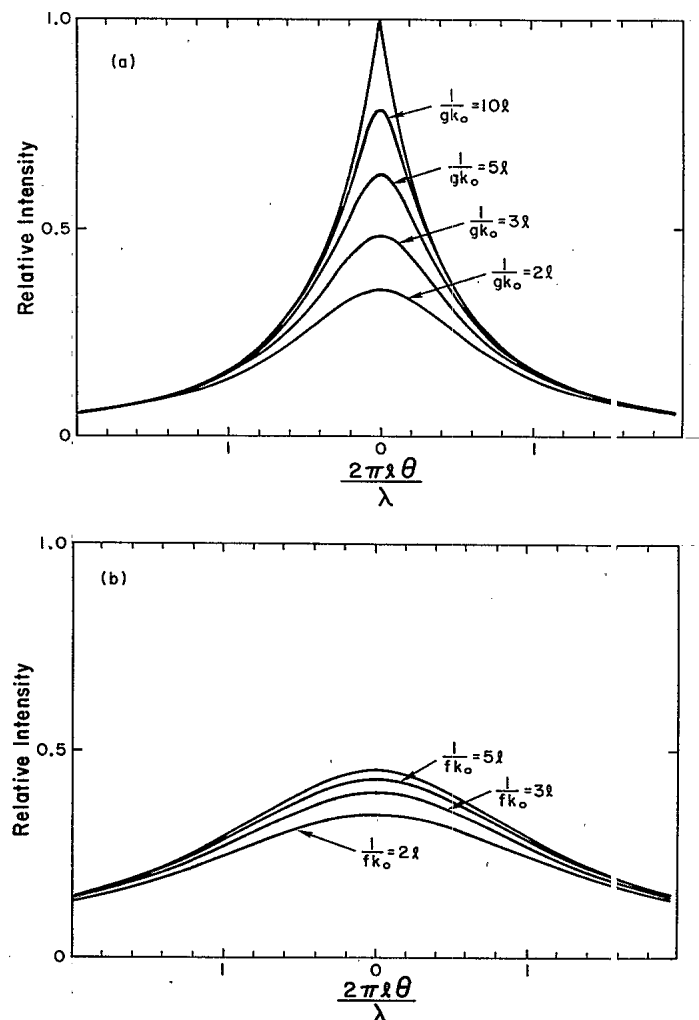 1.0
(a)
1/gk₀ = 10ℓ
1/gk₀ = 5ℓ
0.5
1/gk₀ = 3ℓ
1/gk₀ = 2ℓ
Relative Intensity
0
1 0 1
2πℓθ/λ
1.0
(b)
0.5
1/fk₀ = 5ℓ
1/fk₀ = 3ℓ
1/fk₀ = 2ℓ
Relative Intensity
0
1 0 1
2πℓθ/λ